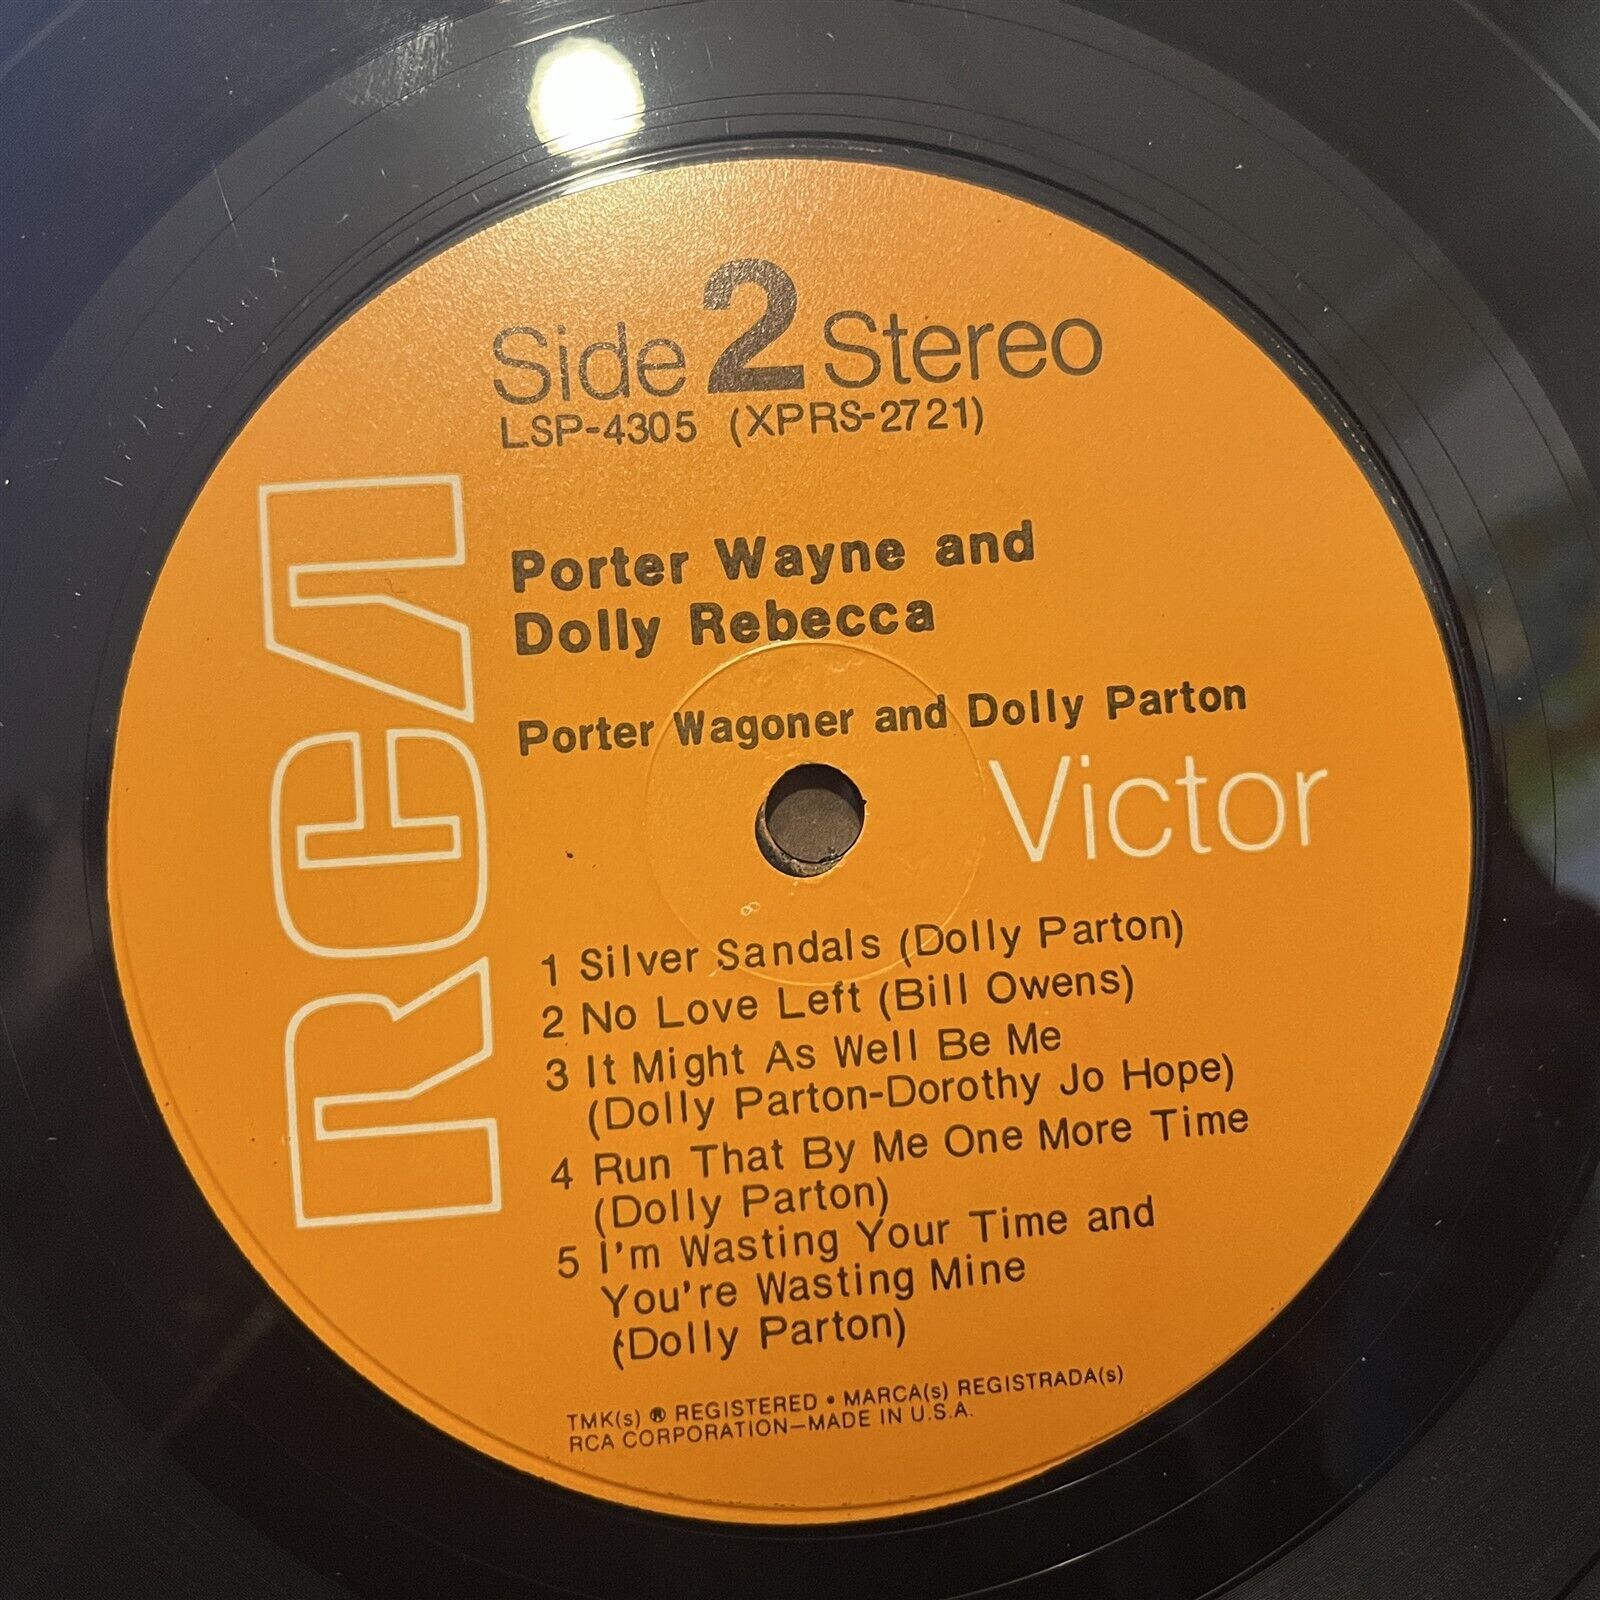 Side 2 Stereo
LSP-4305 (XPRS-2721)
RCA
Porter Wayne and
Dolly Rebecca
Porter Wagoner and Dolly Parton
Victor
1 Silver Sandals (Dolly Parton)
2 No Love Left (Bill Owens)
3 It Might As Well Be Me
(Dolly Parton-Dorothy Jo Hope)
4 Run That By Me One More Time
(Dolly Parton)
5 I'm Wasting Your Time and
You're Wasting Mine
(Dolly Parton)
TMK(s) ® REGISTERED • MARCA(s) REGISTRADA(s)
RCA CORPORATION—MADE IN U.S.A.